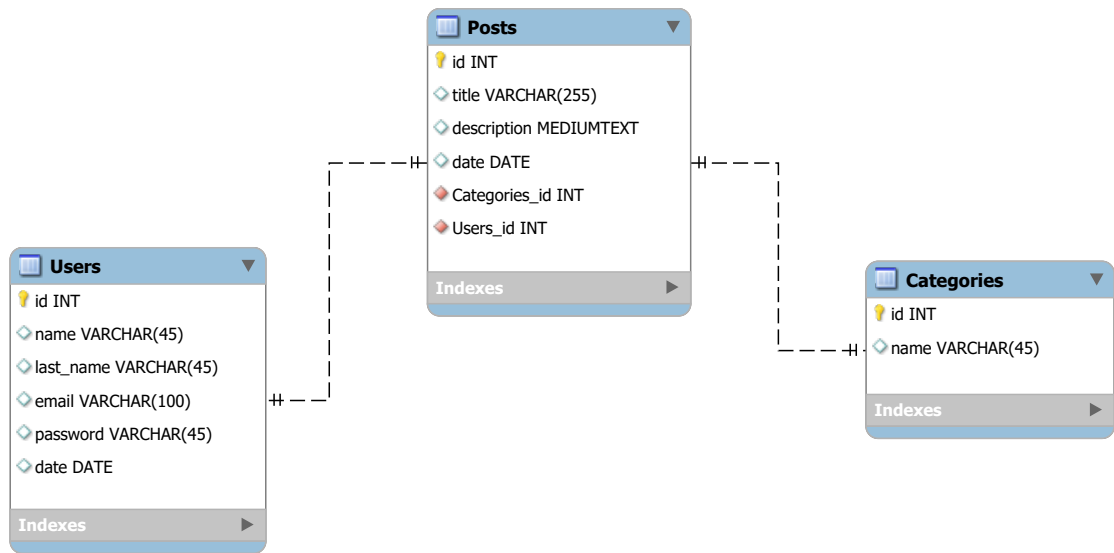 Posts
id INT
title VARCHAR(255)
description MEDIUMTEXT
date DATE
Categories_id INT
Users_id INT
Indexes
Users
id INT
name VARCHAR(45)
last_name VARCHAR(45)
email VARCHAR(100)
password VARCHAR(45)
date DATE
Indexes
Categories
id INT
name VARCHAR(45)
Indexes